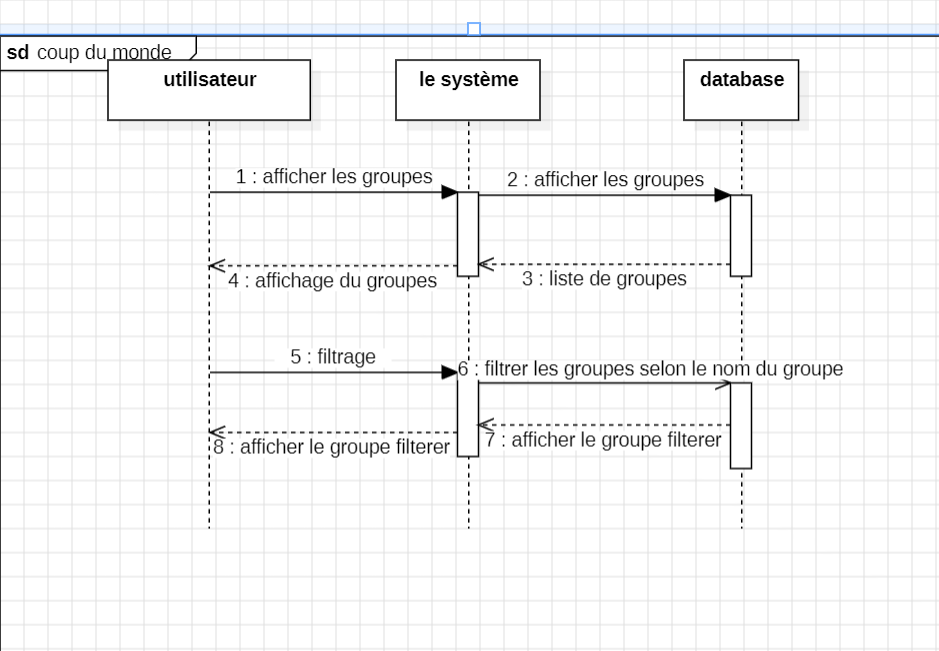 sd coup du monde
utilisateur
le système
database
1 : afficher les groupes
2 : afficher les groupes
3 : liste de groupes
4 : affichage du groupes
5 : filtrage
6 : filtrer les groupes selon le nom du groupe
7 : afficher le groupe filterer
8 : afficher le groupe filterer